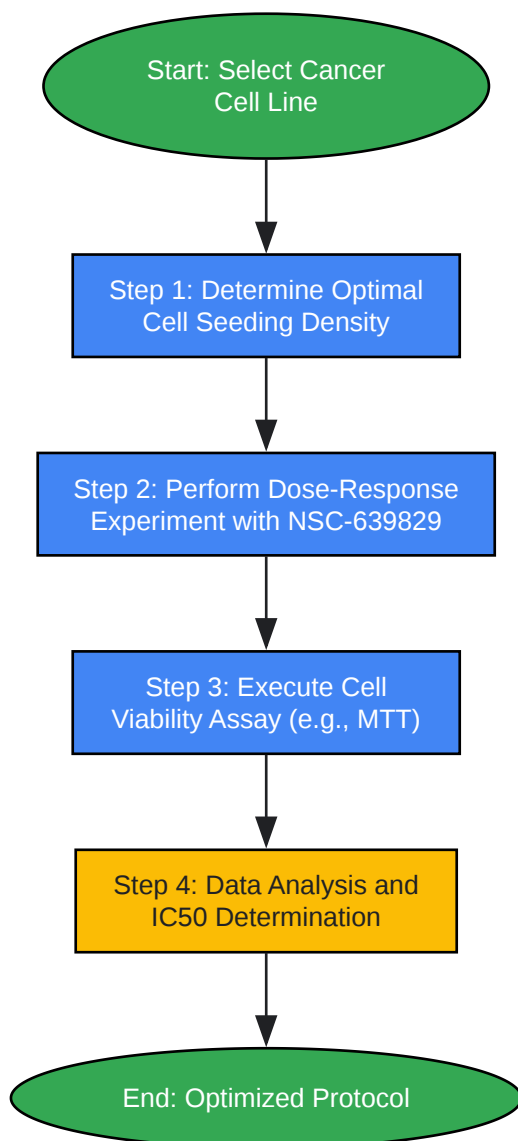 Start: Select Cancer
Cell Line
Step 1: Determine Optimal
Cell Seeding Density
Step 2: Perform Dose-Response
Experiment with NSC-639829
Step 3: Execute Cell
Viability Assay (e.g., MTT)
Step 4: Data Analysis and
IC50 Determination
End: Optimized Protocol